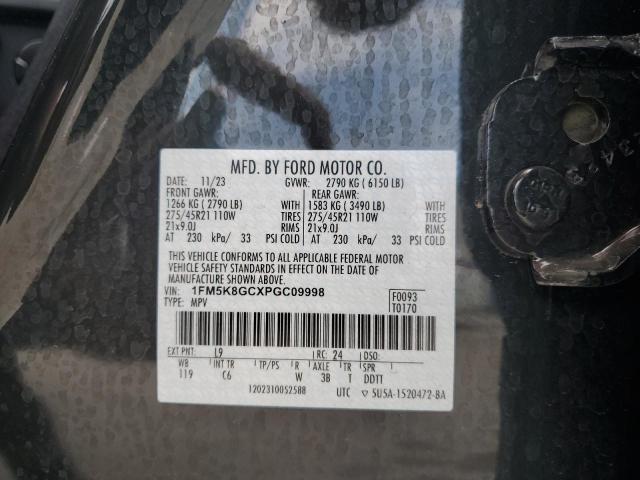 MFD. BY FORD MOTOR CO.
DATE: 11/23 GVWR: 2790 KG ( 6150 LB)
FRONT GAWR: REAR GAWR:
1266 KG ( 2790 LB) WITH 1583 KG ( 3490 LB)
275/45R21 110W TIRES 275/45R21 110W
21x9.0J RIMS 21x9.0J
AT 230 kPa/ 33 PSI COLD AT 230 kPa/ 33 PSI COLD
THIS VEHICLE CONFORMS TO ALL APPLICABLE FEDERAL MOTOR
VEHICLE SAFETY STANDARDS IN EFFECT ON THE DATE OF
MANUFACTURE SHOWN ABOVE.
VIN: 1FM5K8GCXPGC09998
TYPE: MPV
F0093
T0170
EXT PNT: L9 RC: 24 DSO:
WB INT TR TP/PS R AXLE TR SPR
119 C6 W 3B T DDTT
1202310052588 UTC 5U5A-1520472-BA